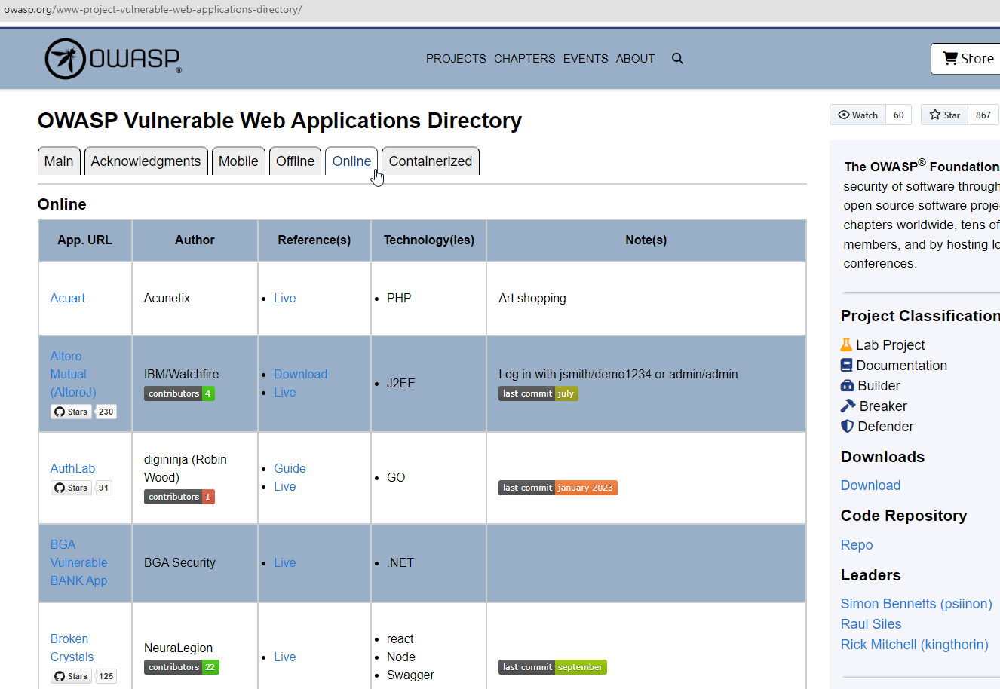 owasp.org/www-project-vulnerable-web-applications-directory/
OWASP®
PROJECTS CHAPTERS EVENTS ABOUT
Store
OWASP Vulnerable Web Applications Directory
Watch 60
Star 867
Main
Acknowledgments
Mobile
Offline
Online
Containerized
Online
App. URL
Author
Reference(s)
Technology(ies)
Note(s)
Acuart
Acunetix
Live
PHP
Art shopping
Altoro
Mutual
(AltoroJ)
Stars 230
IBM/Watchfire
contributors 4
Download
Live
J2EE
Log in with jsmith/demo1234 or admin/admin
last commit july
AuthLab
Stars 91
digininja (Robin
Wood)
contributors 1
Guide
Live
GO
last commit january 2023
BGA
Vulnerable
BANK App
BGA Security
Live
.NET
Broken
Crystals
Stars 125
NeuraLegion
contributors 22
Live
react
Node
Swagger
last commit september
The OWASP® Foundation
security of software through
open source software proje
chapters worldwide, tens of
members, and by hosting lo
conferences.
Project Classification
Lab Project
Documentation
Builder
Breaker
Defender
Downloads
Download
Code Repository
Repo
Leaders
Simon Bennetts (psiinon)
Raul Siles
Rick Mitchell (kingthorin)